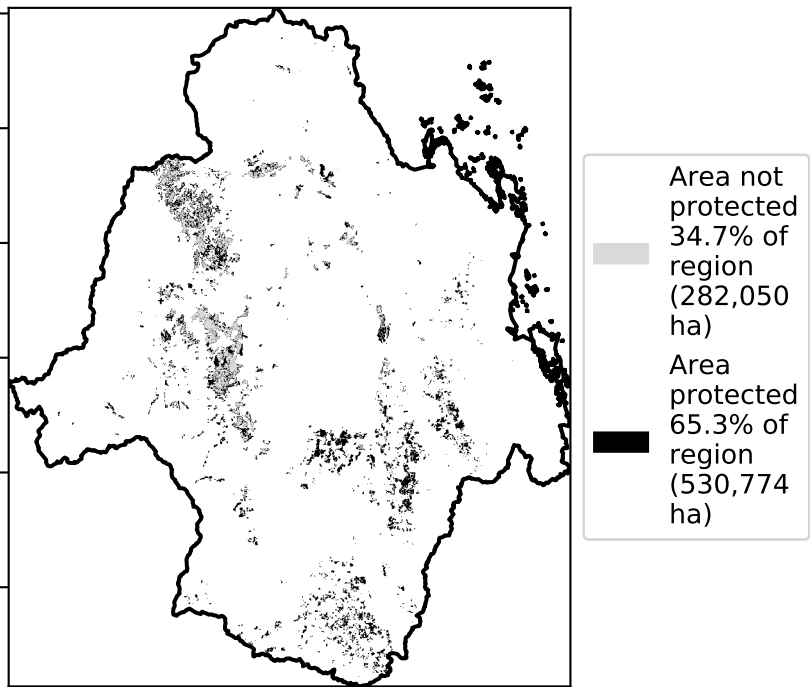 Area not
protected
34.7% of
region
(282,050
ha)
Area
protected
65.3% of
region
(530,774
ha)